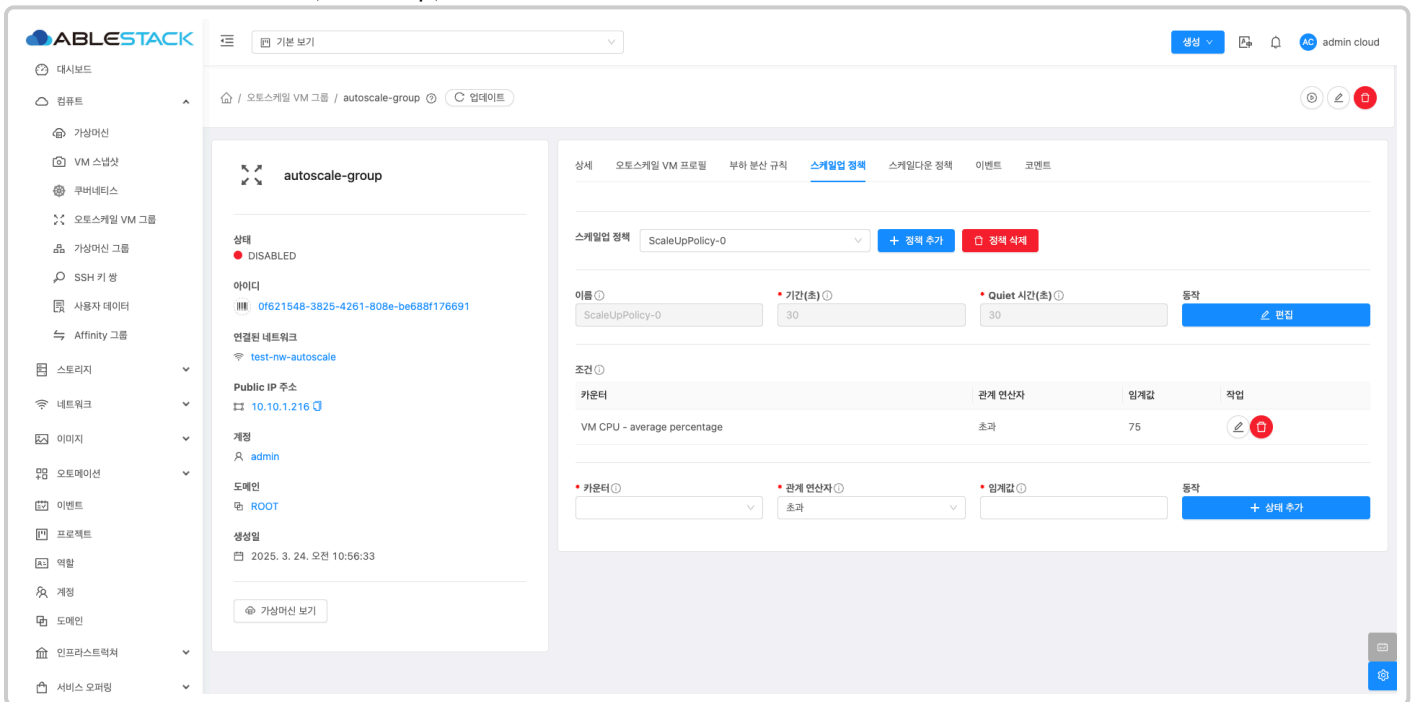 ABLESTACK
기본 보기
생성
AC
admin cloud
대시보드
컴퓨트
가상머신
VM 스냅샷
쿠버네티스
오토스케일 VM 그룹
가상머신 그룹
SSH 키 쌍
사용자 데이터
Affinity 그룹
스토리지
네트워크
이미지
오토메이션
이벤트
프로젝트
역할
계정
도메인
인프라스트럭쳐
서비스 오퍼링
/ 오토스케일 VM 그룹 / autoscale-group 업데이트
autoscale-group
상태
DISABLED
아이디
0f621548-3825-4261-808e-be688f176691
연결된 네트워크
test-nw-autoscale
Public IP 주소
10.10.1.216
계정
admin
도메인
ROOT
생성일
2025. 3. 24. 오전 10:56:33
가상머신 보기
상세 오토스케일 VM 프로필 부하 분산 규칙 스케일업 정책 스케일다운 정책 이벤트 코멘트
스케일업 정책 ScaleUpPolicy-0 + 정책 추가 정책 삭제
이름 * 기간(초) * Quiet 시간(초) 동작
ScaleUpPolicy-0 30 30 편집
조건
카운터 관계 연산자 임계값 작업
VM CPU - average percentage 초과 75
* 카운터 * 관계 연산자 * 임계값 동작
초과 + 상태 추가